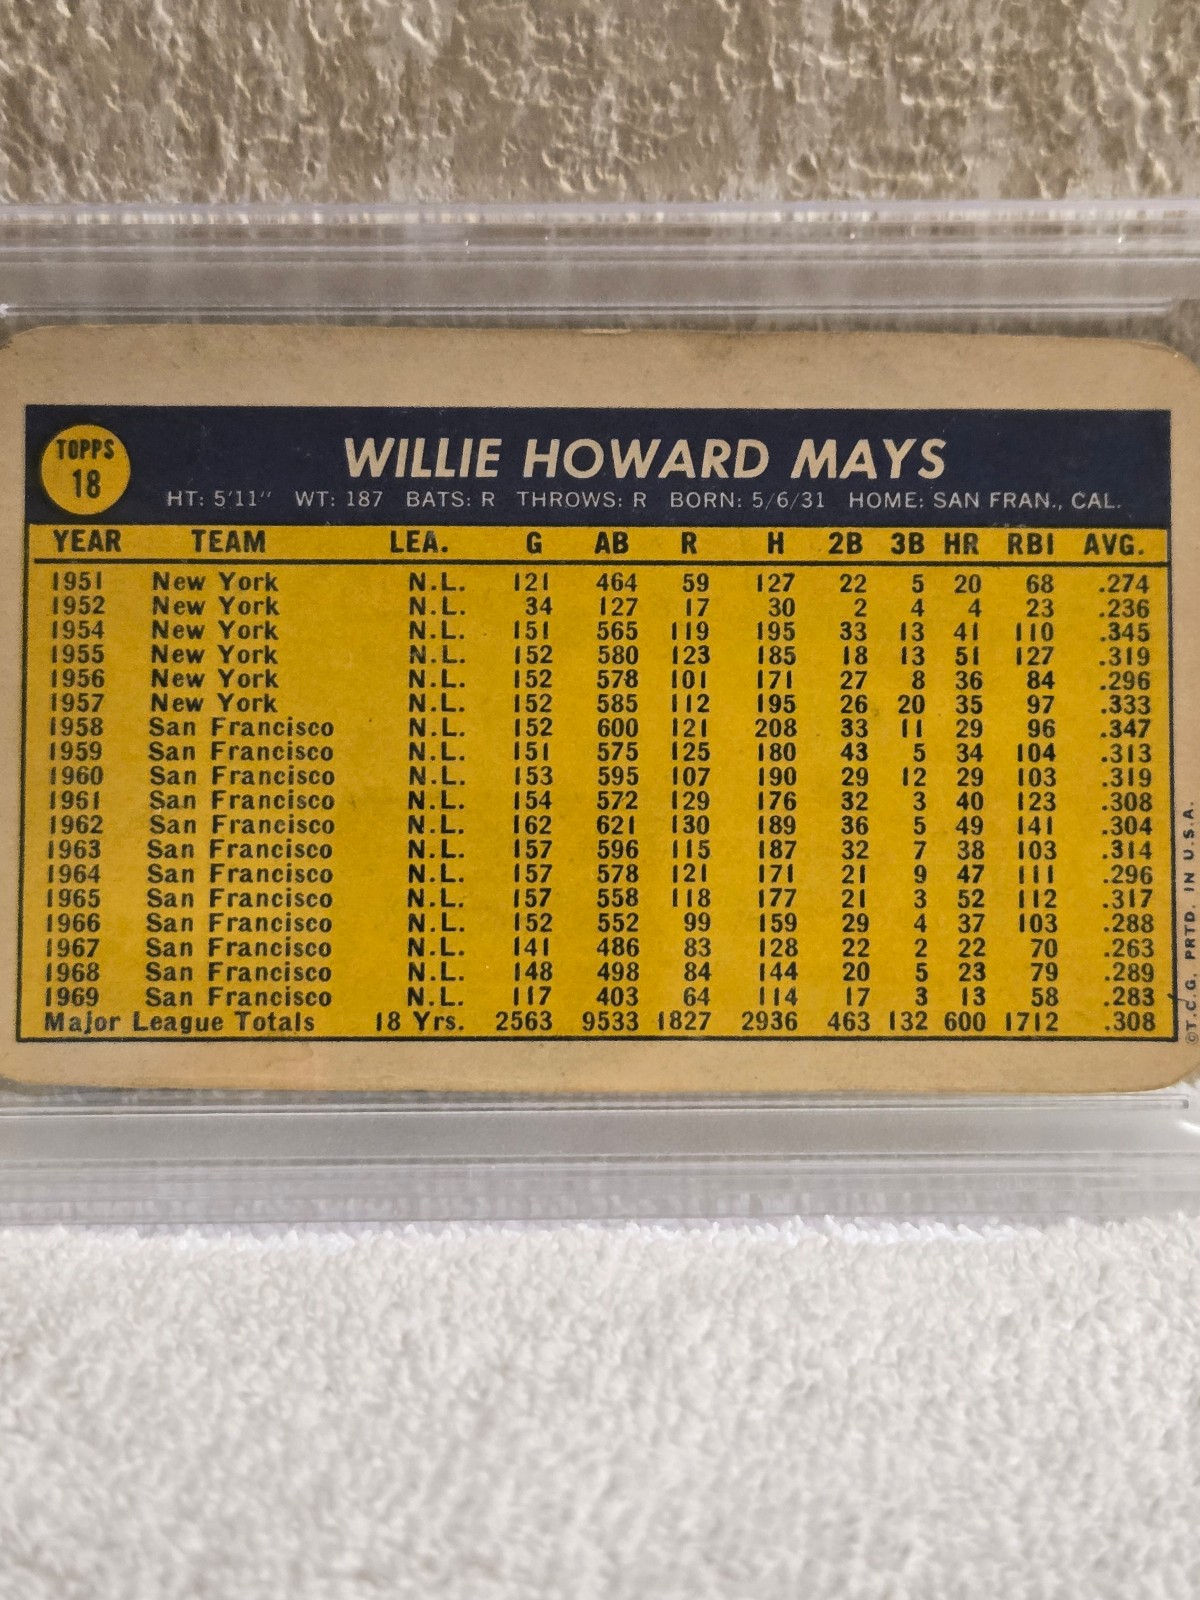 TOPPS
18
WILLIE HOWARD MAYS
HT: 5'11" WT: 187 BATS: R THROWS: R BORN: 5/6/31 HOME: SAN FRAN., CAL.
YEAR TEAM LEA. G AB R H 2B 3B HR RBI AVG.
1951 New York N.L. 121 464 59 127 22 5 20 68 .274
1952 New York N.L. 34 127 17 30 2 4 4 23 .236
1954 New York N.L. 151 565 119 195 33 13 41 110 .345
1955 New York N.L. 152 580 123 185 18 13 51 127 .319
1956 New York N.L. 152 578 101 171 27 8 36 84 .296
1957 New York N.L. 152 585 112 195 26 20 35 97 .333
1958 San Francisco N.L. 152 600 121 208 33 11 29 96 .347
1959 San Francisco N.L. 151 575 125 180 43 5 34 104 .313
1960 San Francisco N.L. 153 595 107 190 29 12 29 103 .319
1961 San Francisco N.L. 154 572 129 176 32 3 40 123 .308
1962 San Francisco N.L. 162 621 130 189 36 5 49 141 .304
1963 San Francisco N.L. 157 596 115 187 32 7 38 103 .314
1964 San Francisco N.L. 157 578 121 171 21 9 47 111 .296
1965 San Francisco N.L. 157 558 118 177 21 3 52 112 .317
1966 San Francisco N.L. 152 552 99 159 29 4 37 103 .288
1967 San Francisco N.L. 141 486 83 128 22 2 22 70 .263
1968 San Francisco N.L. 148 498 84 144 20 5 23 79 .289
1969 San Francisco N.L. 117 403 64 114 17 3 13 58 .283
Major League Totals 18 Yrs. 2563 9533 1827 2936 463 132 600 1712 .308
©T.C.G. PRTD. IN U.S.A.